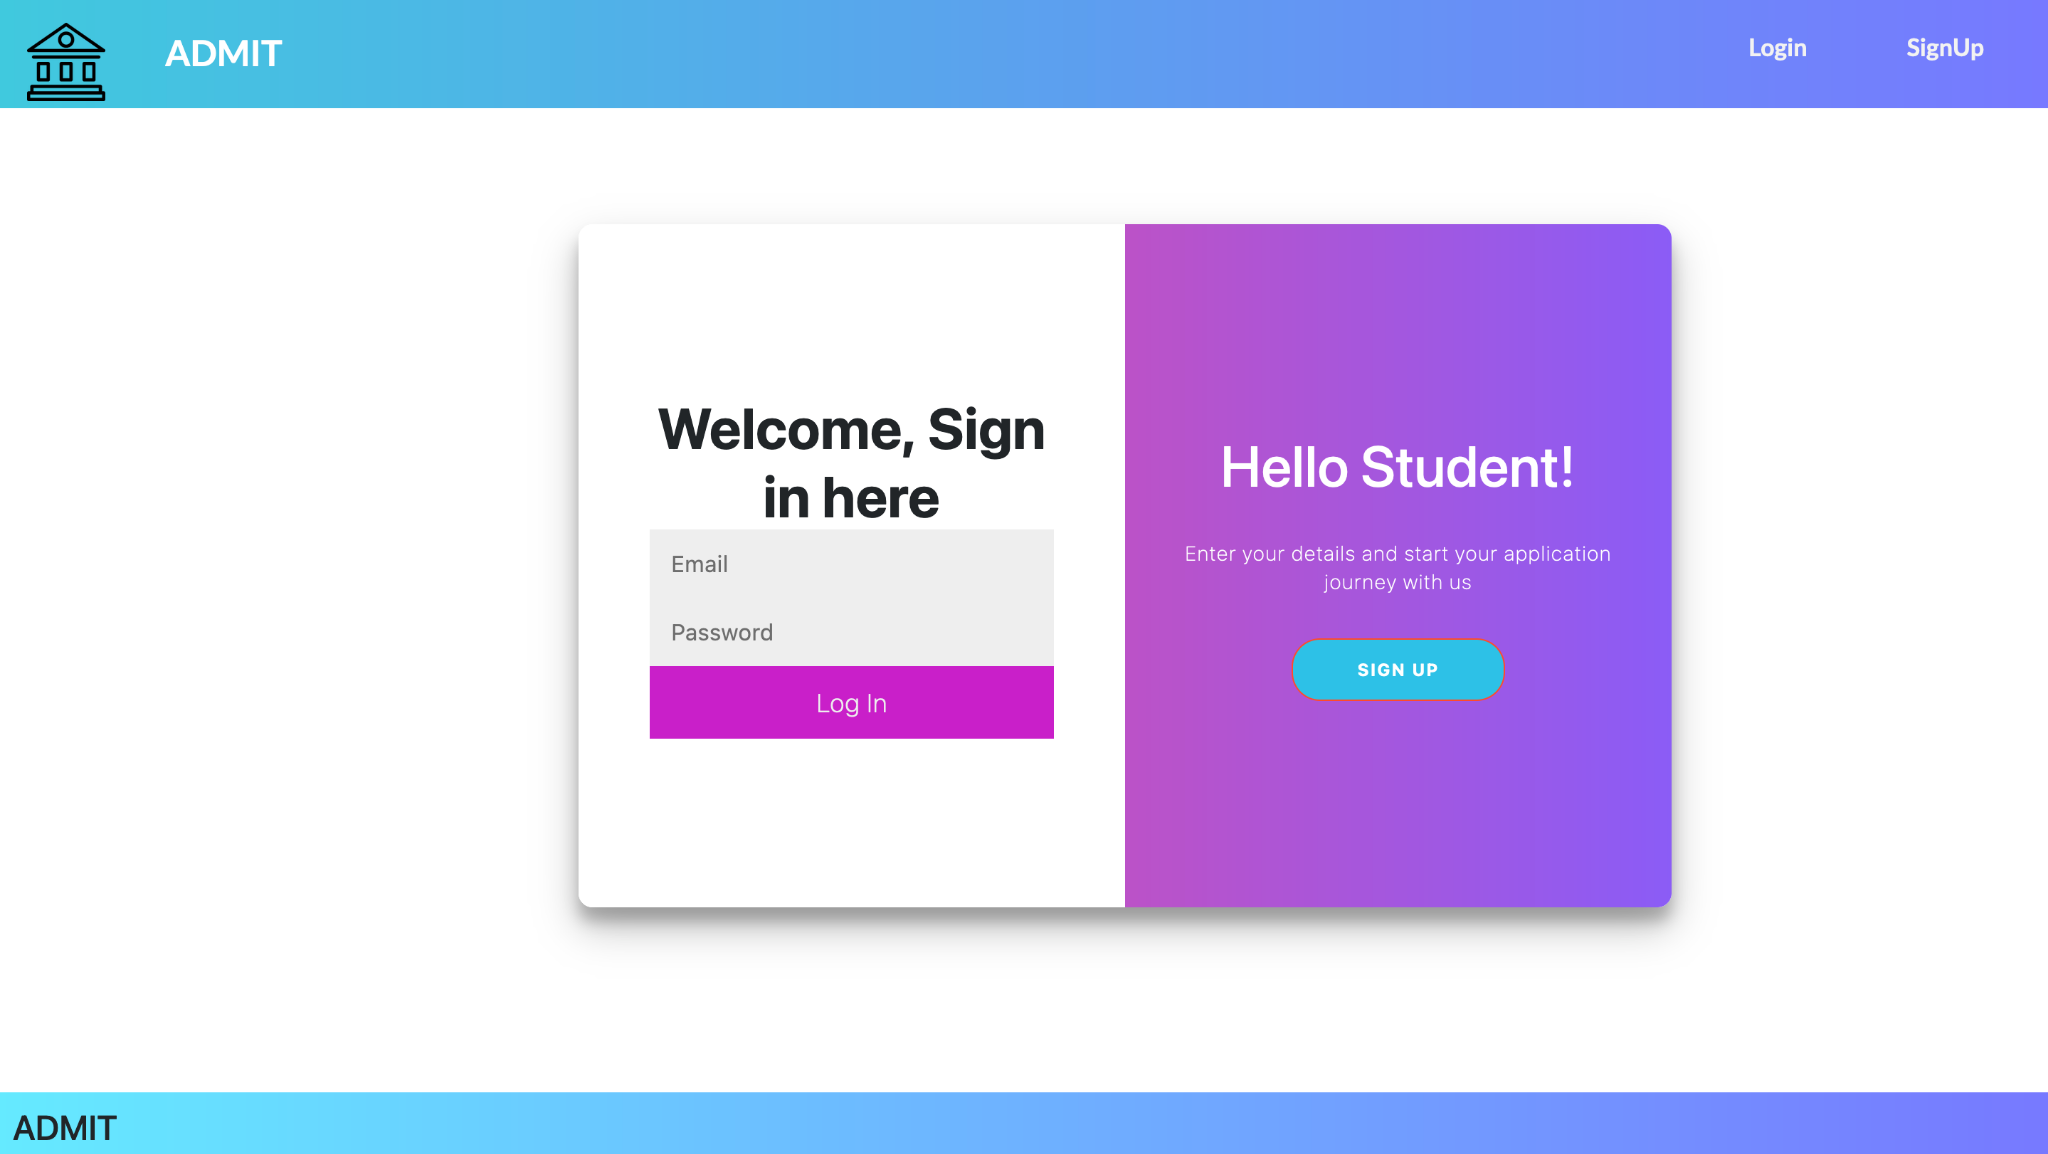 ADMIT
Login
SignUp
Welcome, Sign
in here
Email
Password
Log In
Hello Student!
Enter your details and start your application
journey with us
SIGN UP
ADMIT